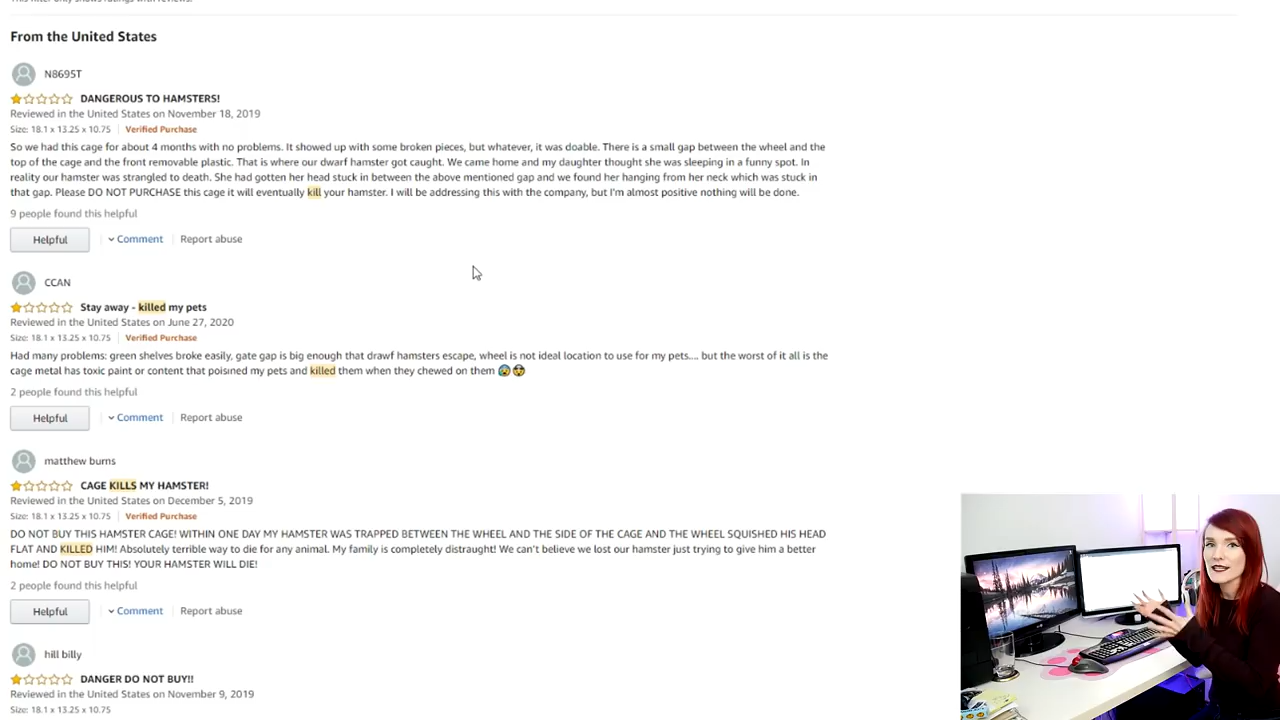 From the United States
N8695T
DANGEROUS TO HAMSTERS!
Reviewed in the United States on November 18, 2019
Size: 18.1 x 13.25 x 10.75 | Verified Purchase
So we had this cage for about 4 months with no problems. It showed up with some broken pieces, but whatever, it was doable. There is a small gap between the wheel and the
top of the cage and the front removable plastic. That is where our dwarf hamster got caught. We came home and my daughter thought she was sleeping in a funny spot. In
reality our hamster was strangled to death. She had gotten her head stuck in between the above mentioned gap and we found her hanging from her neck which was stuck in
that gap. Please DO NOT PURCHASE this cage it will eventually kill your hamster. I will be addressing this with the company, but I'm almost positive nothing will be done.
9 people found this helpful
Helpful | Comment | Report abuse
CCAN
Stay away - killed my pets
Reviewed in the United States on June 27, 2020
Size: 18.1 x 13.25 x 10.75 | Verified Purchase
Had many problems: green shelves broke easily, gate gap is big enough that drawf hamsters escape, wheel is not ideal location to use for my pets.... but the worst of it all is the
cage metal has toxic paint or content that poisined my pets and killed them when they chewed on them 😰😲
2 people found this helpful
Helpful | Comment | Report abuse
matthew burns
CAGE KILLS MY HAMSTER!
Reviewed in the United States on December 5, 2019
Size: 18.1 x 13.25 x 10.75 | Verified Purchase
DO NOT BUY THIS HAMSTER CAGE! WITHIN ONE DAY MY HAMSTER WAS TRAPPED BETWEEN THE WHEEL AND THE SIDE OF THE CAGE AND THE WHEEL SQUISHED HIS HEAD
FLAT AND KILLED HIM! Absolutely terrible way to die for any animal. My family is completely distraught! We can't believe we lost our hamster just trying to give him a better
home! DO NOT BUY THIS! YOUR HAMSTER WILL DIE!
2 people found this helpful
Helpful | Comment | Report abuse
hill billy
DANGER DO NOT BUY!!
Reviewed in the United States on November 9, 2019
Size: 18.1 x 13.25 x 10.75